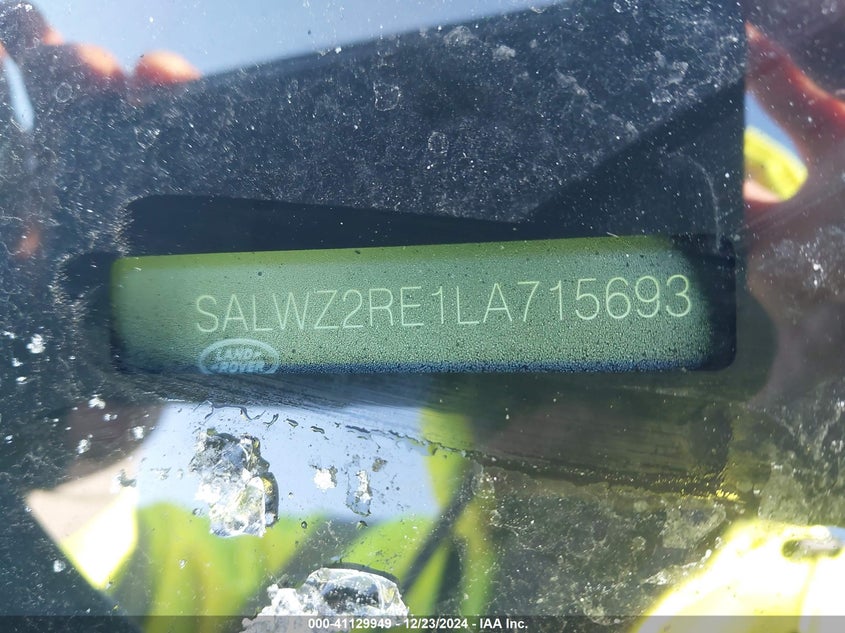 SALWZ2RE1LA715693
LAND
ROVER
000-41129949 - 12/23/2024 - IAA Inc.